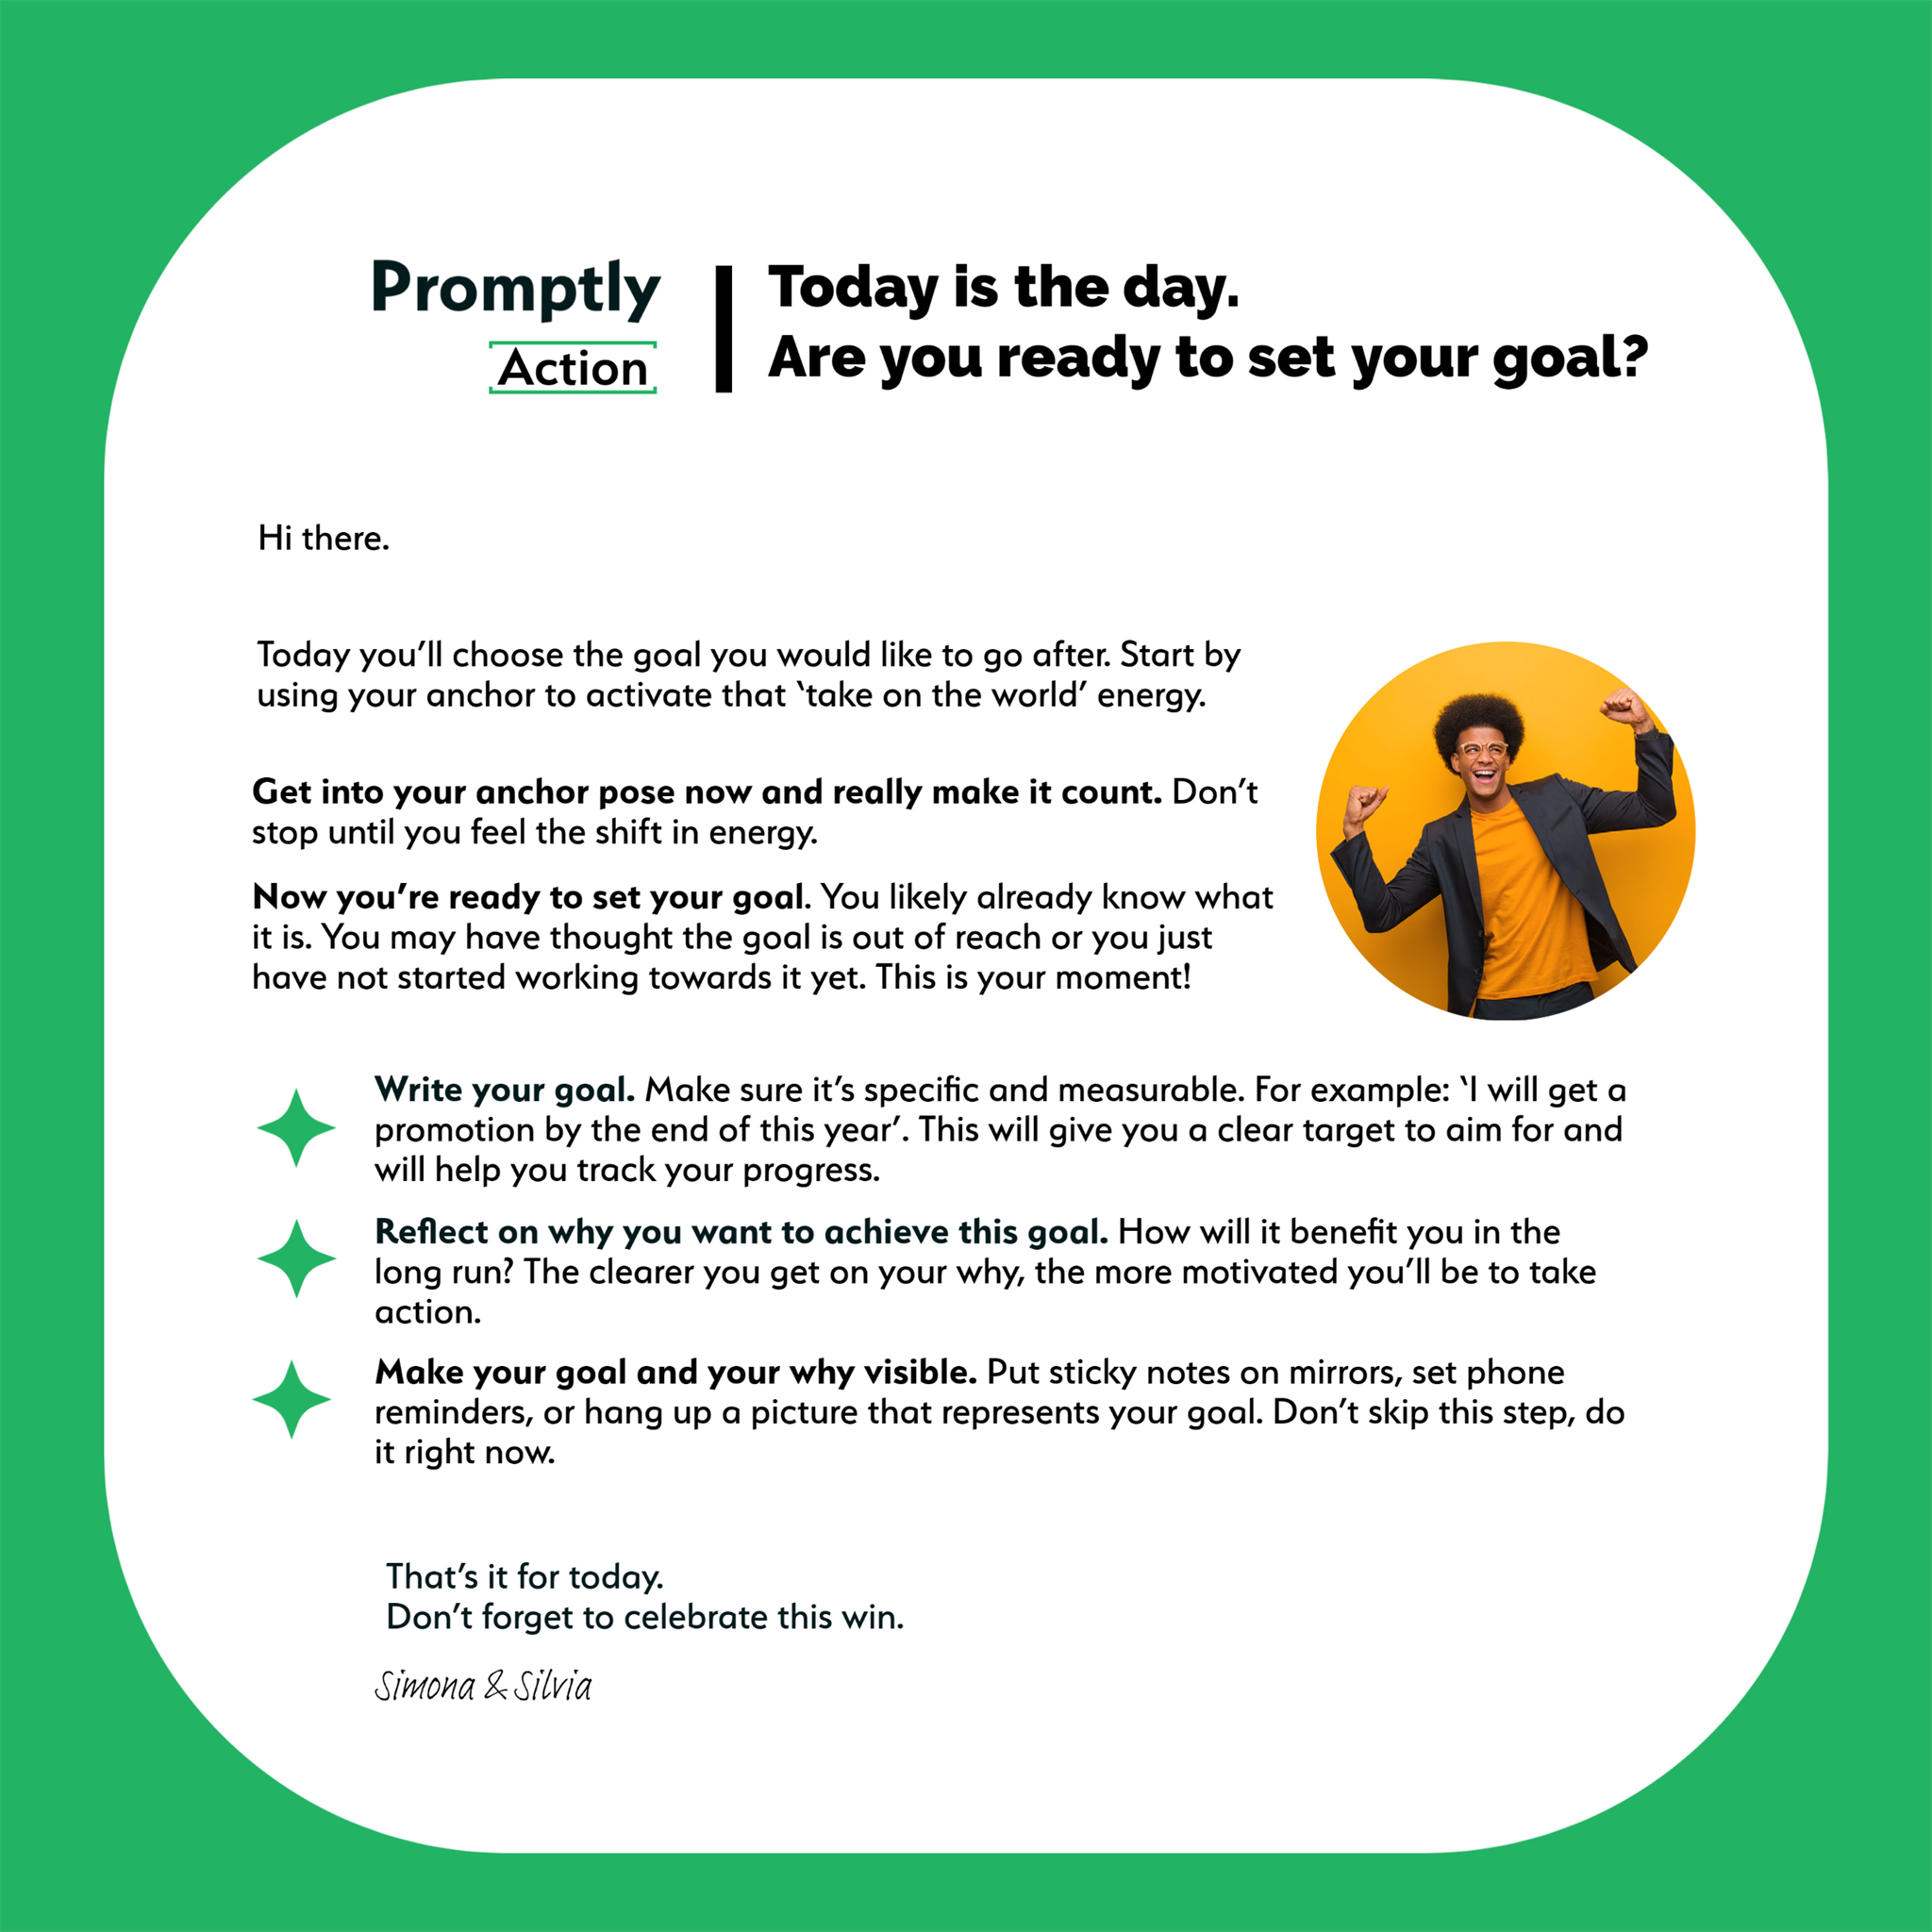 Promptly
Action
Today is the day.
Are you ready to set your goal?
Hi there.
Today you’ll choose the goal you would like to go after. Start by
using your anchor to activate that ‛take on the world’ energy.
Get into your anchor pose now and really make it count. Don’t
stop until you feel the shift in energy.
Now you’re ready to set your goal. You likely already know what
it is. You may have thought the goal is out of reach or you just
have not started working towards it yet. This is your moment!
Write your goal. Make sure it’s specific and measurable. For example: ‛I will get a
promotion by the end of this year’. This will give you a clear target to aim for and
will help you track your progress.
Reflect on why you want to achieve this goal. How will it benefit you in the
long run? The clearer you get on your why, the more motivated you’ll be to take
action.
Make your goal and your why visible. Put sticky notes on mirrors, set phone
reminders, or hang up a picture that represents your goal. Don’t skip this step, do
it right now.
That’s it for today.
Don’t forget to celebrate this win.
Simona & Silvia